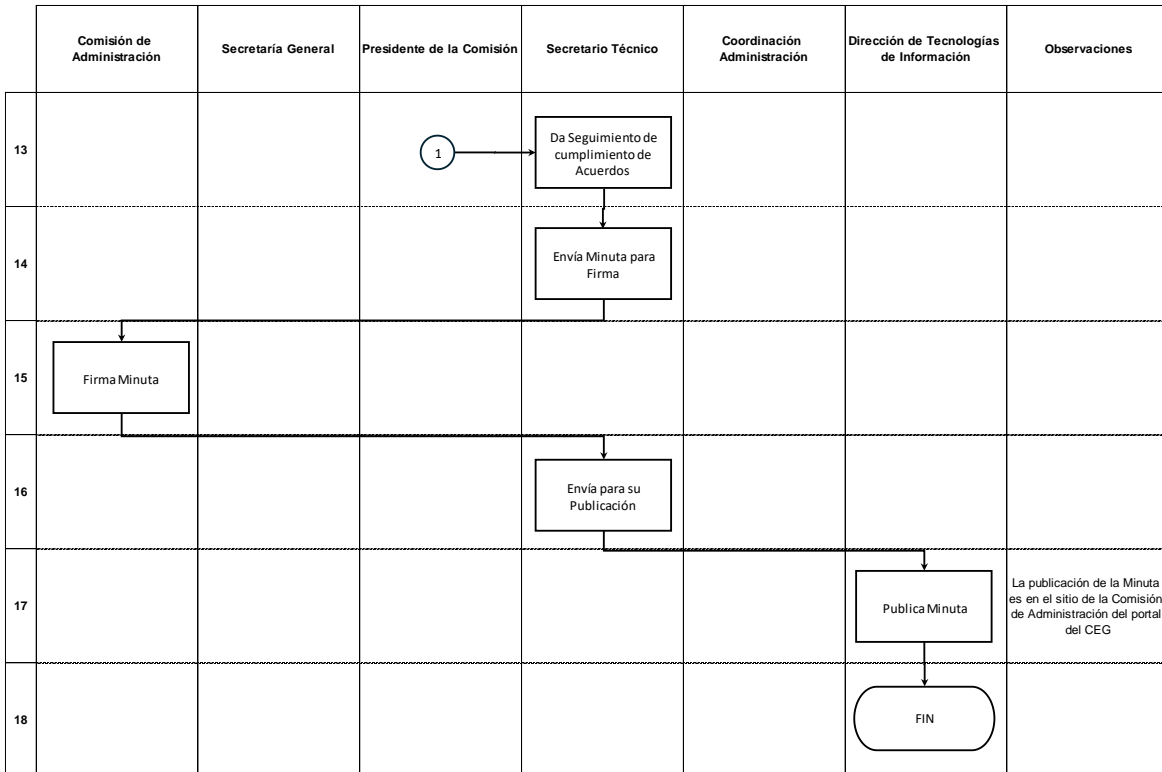 Comisión de
Administración
Secretaría General
Presidente de la Comisión
Secretario Técnico
Coordinación
Administración
Dirección de Tecnologías
de Información
Observaciones
13
1
Da Seguimiento de
cumplimiento de
Acuerdos
14
Envía Minuta para
Firma
15
Firma Minuta
16
Envía para su
Publicación
17
Publica Minuta
La publicación de la Minuta
es en el sitio de la Comisión
de Administración del portal
del CEG
18
FIN